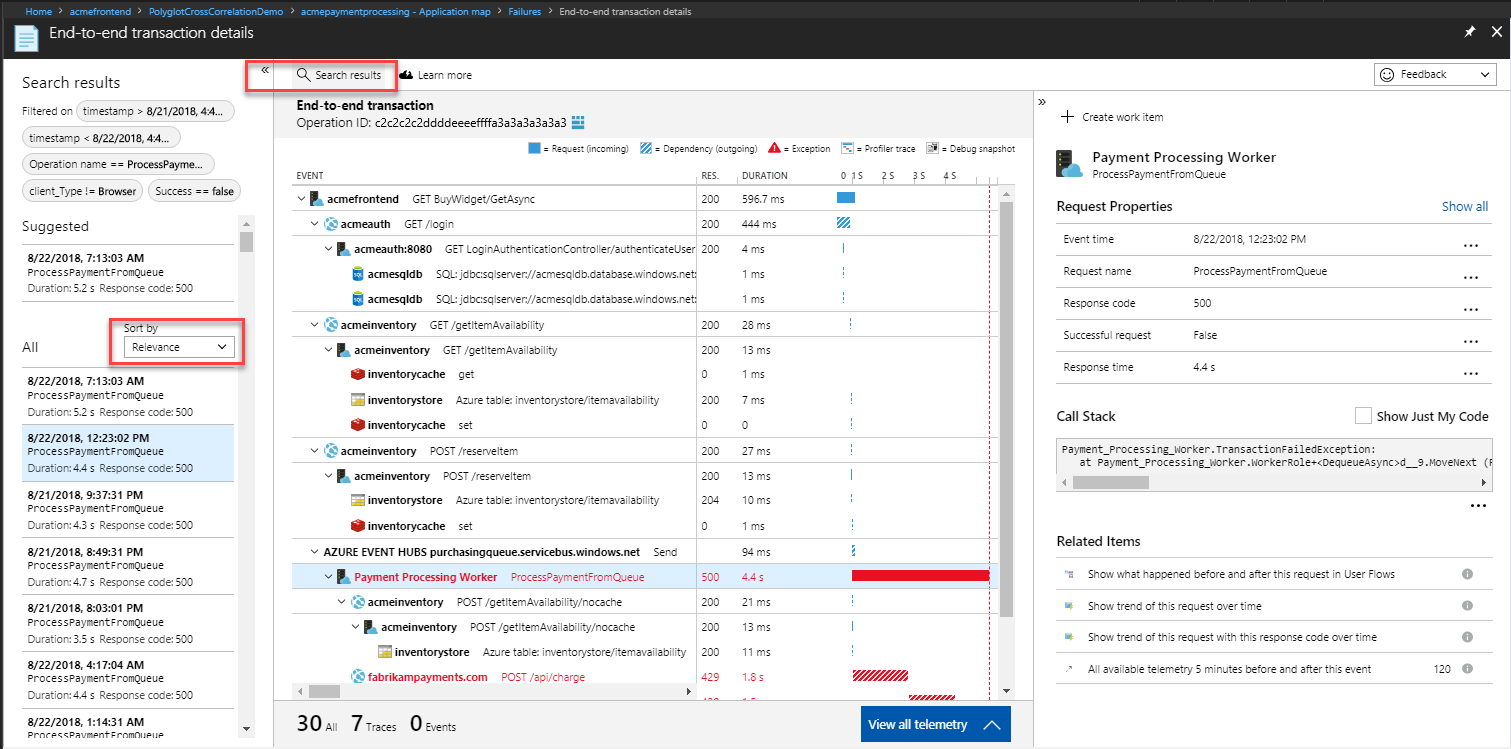 Home > acmefrontend > PolyglotCrossCorrelationDemo > acmepaymentprocessing - Application map > Failures > End-to-end transaction details
End-to-end transaction details
Search results
Filtered on timestamp > 8/21/2018, 4:4...
timestamp < 8/22/2018, 4:4...
Operation name == ProcessPayme...
client_Type != Browser Success == false
Suggested
8/22/2018, 7:13:03 AM
ProcessPaymentFromQueue
Duration: 5.2 s Response code: 500
Sort by
All Relevance
8/22/2018, 7:13:03 AM
ProcessPaymentFromQueue
Duration: 5.2 s Response code: 500
8/22/2018, 12:23:02 PM
ProcessPaymentFromQueue
Duration: 4.4 s Response code: 500
8/21/2018, 9:37:31 PM
ProcessPaymentFromQueue
Duration: 4.3 s Response code: 500
8/21/2018, 8:49:31 PM
ProcessPaymentFromQueue
Duration: 4.7 s Response code: 500
8/21/2018, 8:03:01 PM
ProcessPaymentFromQueue
Duration: 3.5 s Response code: 500
8/22/2018, 4:17:04 AM
ProcessPaymentFromQueue
Duration: 4.4 s Response code: 500
8/22/2018, 1:14:31 AM
ProcessPaymentFromQueue
« Search results Learn more
Feedback
End-to-end transaction
Operation ID: c2c2c2c2ddddeeeeffffa3a3a3a3a3a3
= Request (incoming) = Dependency (outgoing) = Exception = Profiler trace = Debug snapshot
EVENT RES. DURATION 0 1 S 2 S 3 S 4 S
acmefrontend GET BuyWidget/GetAsync 200 596.7 ms
acmeauth GET /login 200 444 ms
acmeauth:8080 GET LoginAuthenticationController/authenticateUser 200 4 ms
acmesqldb SQL: jdbc:sqlserver://acmesqldb.database.windows.net: 1 ms
acmesqldb SQL: jdbc:sqlserver://acmesqldb.database.windows.net: 1 ms
acmeinventory GET /getItemAvailability 200 28 ms
acmeinventory GET /getItemAvailability 200 13 ms
inventorycache get 0 1 ms
inventorystore Azure table: inventorystore/itemavailability 200 7 ms
inventorycache set 0 0
acmeinventory POST /reserveItem 200 27 ms
acmeinventory POST /reserveItem 200 13 ms
inventorystore Azure table: inventorystore/itemavailability 204 10 ms
inventorycache set 0 1 ms
AZURE EVENT HUBS purchasingqueue.servicebus.windows.net Send 94 ms
Payment Processing Worker ProcessPaymentFromQueue 500 4.4 s
acmeinventory POST /getItemAvailability/nocache 200 21 ms
acmeinventory POST /getItemAvailability/nocache 200 13 ms
inventorystore Azure table: inventorystore/itemavailability 200 11 ms
fabrikampayments.com POST /api/charge 429 1.8 s
30 All 7 Traces 0 Events
View all telemetry
»
Create work item
Payment Processing Worker
ProcessPaymentFromQueue
Request Properties Show all
Event time 8/22/2018, 12:23:02 PM ...
Request name ProcessPaymentFromQueue ...
Response code 500 ...
Successful request False ...
Response time 4.4 s ...
Call Stack Show Just My Code
Payment_Processing_Worker.TransactionFailedException:
at Payment_Processing_Worker.WorkerRole+<DequeueAsync>d__9.MoveNext (
...
Related Items
Show what happened before and after this request in User Flows
Show trend of this request over time
Show trend of this request with this response code over time
All available telemetry 5 minutes before and after this event 120